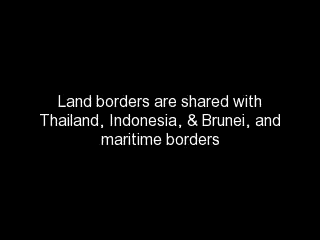 Land borders are shared with
Thailand, Indonesia, & Brunei, and
maritime borders